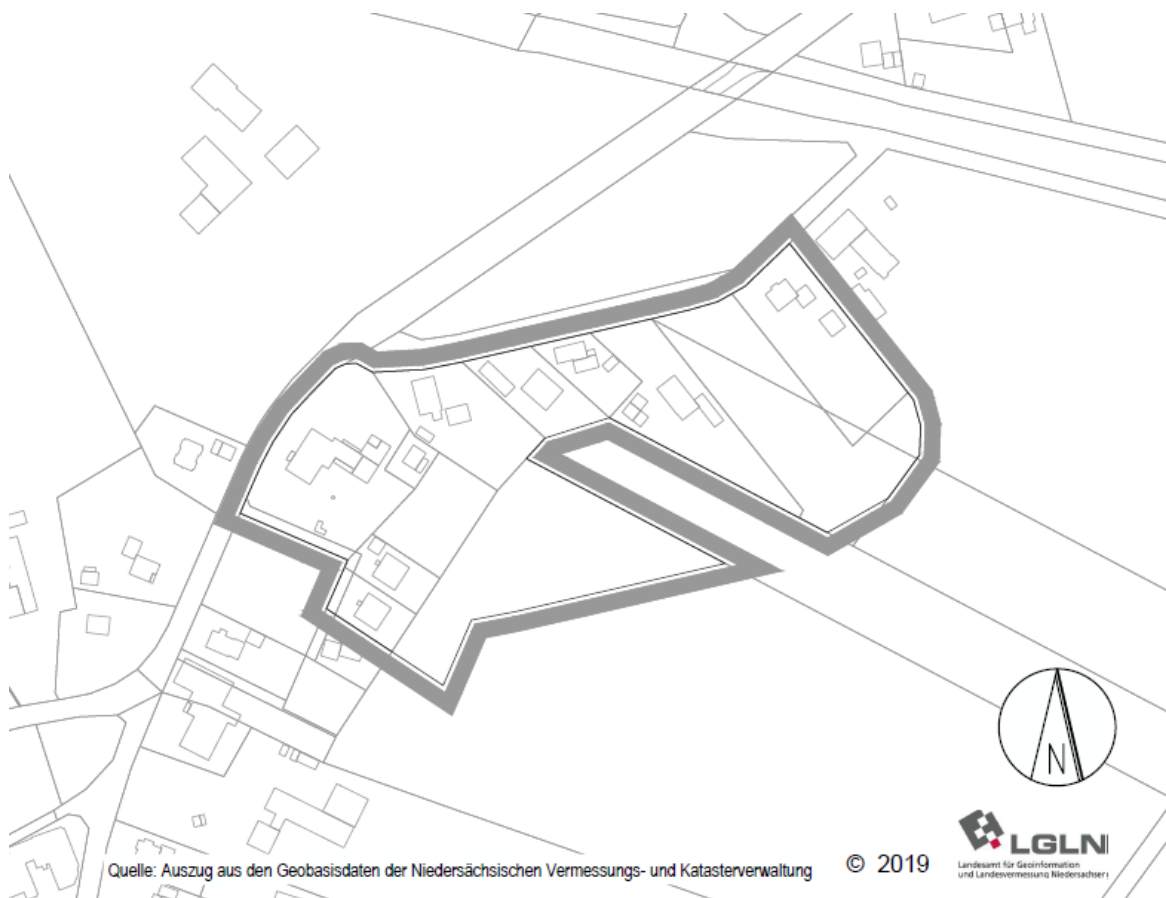 N
LGLN
Landesamt für Geoinformation
und Landesvermessung Niedersachsen
Quelle: Auszug aus den Geobasisdaten der Niedersächsischen Vermessungs- und Katasterverwaltung
© 2019